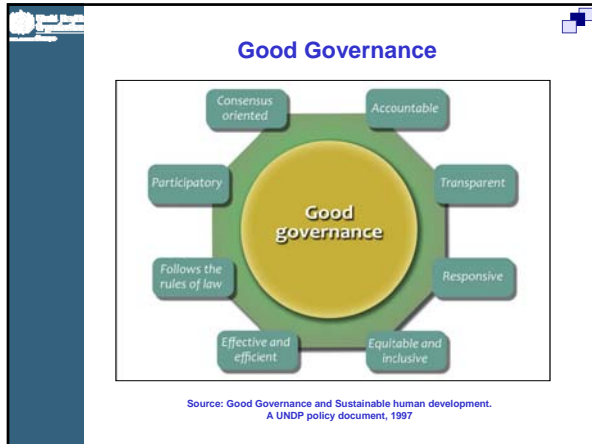 Good Governance
Consensus
oriented
Accountable
Participatory
Transparent
Good
governance
Follows the
rules of law
Responsive
Effective and
efficient
Equitable and
inclusive
Source: Good Governance and Sustainable human development.
A UNDP policy document, 1997